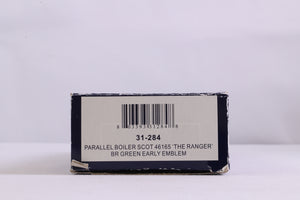 31-284
PARALLEL BOILER SCOT 46165 'THE RANGER'
BR GREEN EARLY EMBLEM